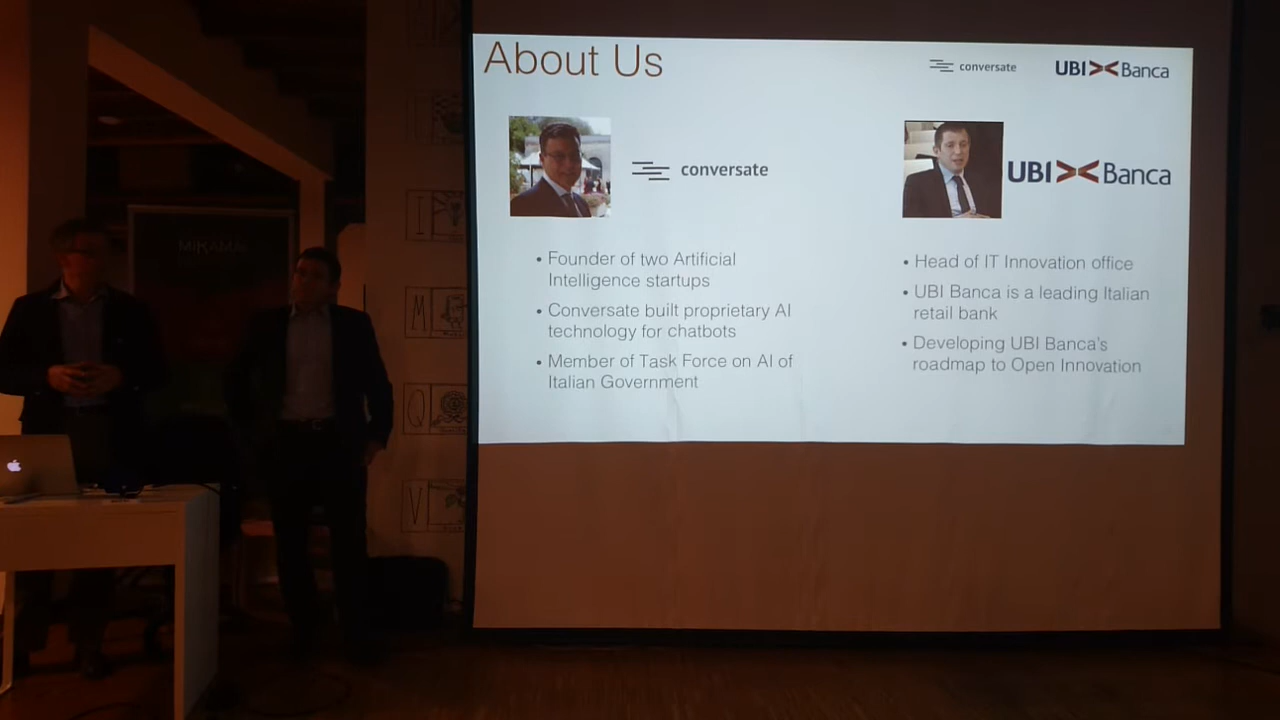 About Us
conversate
UBI Banca
conversate
• Founder of two Artificial
Intelligence startups
• Conversate built proprietary AI
technology for chatbots
• Member of Task Force on AI of
Italian Government
UBI Banca
• Head of IT Innovation office
• UBI Banca is a leading Italian
retail bank
• Developing UBI Banca's
roadmap to Open Innovation
I
M
Q
V